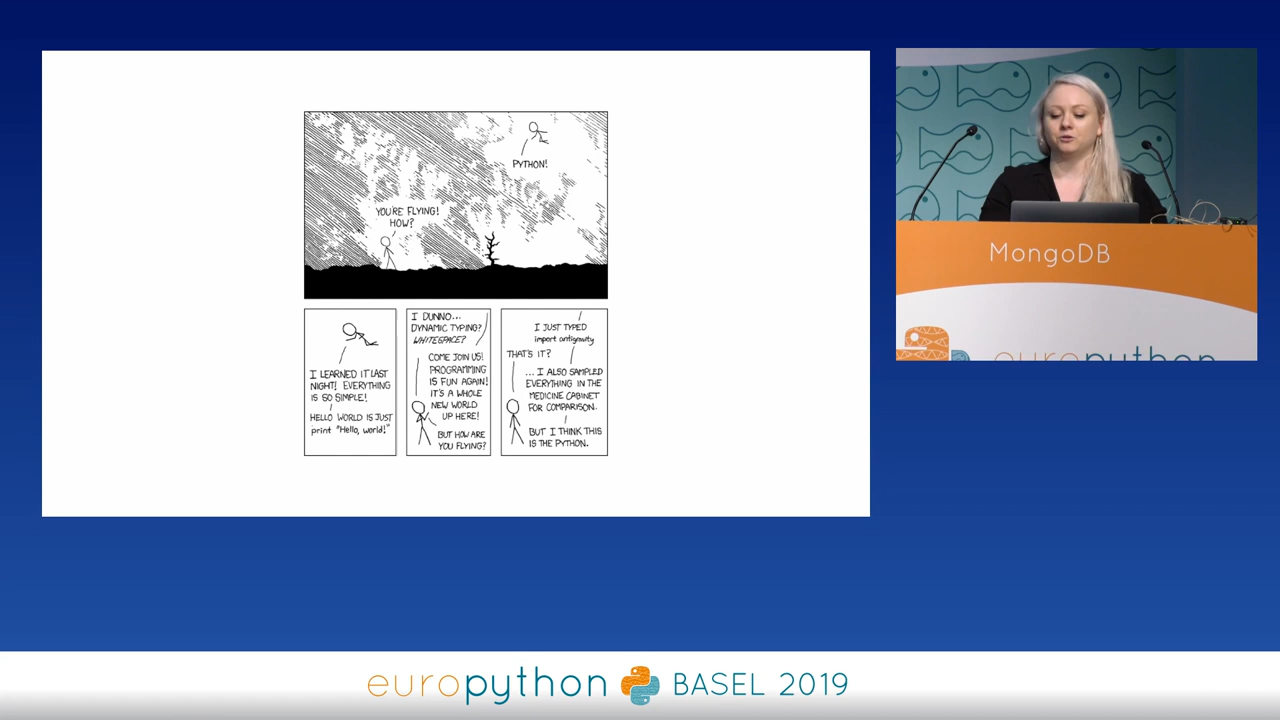 PYTHON!
YOU'RE FLYING!
HOW?
I LEARNED IT LAST
NIGHT! EVERYTHING
IS SO SIMPLE!
HELLO WORLD IS JUST
print "Hello, world!"
I DUNNO...
DYNAMIC TYPING?
WHITESPACE?
COME JOIN US!
PROGRAMMING
IS FUN AGAIN!
IT'S A WHOLE
NEW WORLD
UP HERE!
BUT HOW ARE
YOU FLYING?
I JUST TYPED
import antigravity
THAT'S IT?
...I ALSO SAMPLED
EVERYTHING IN THE
MEDICINE CABINET
FOR COMPARISON.
BUT I THINK THIS
IS THE PYTHON.
MongoDB
europython
europython BASEL 2019